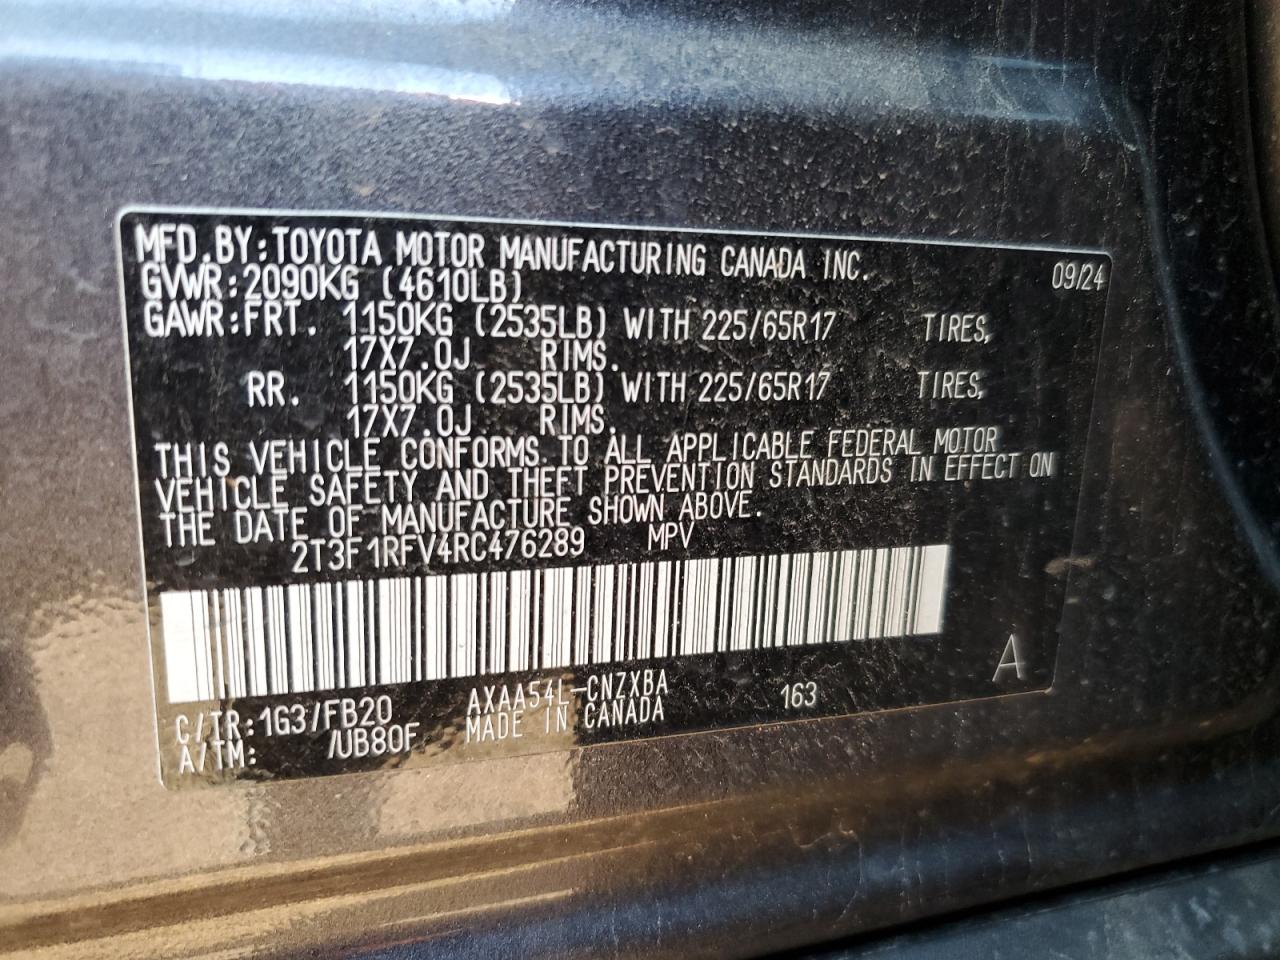 MFD.BY:TOYOTA MOTOR MANUFACTURING CANADA INC. 09/24
GVWR:2090KG (4610LB)
GAWR:FRT. 1150KG (2535LB) WITH 225/65R17 TIRES,
17X7.0J RIMS.
RR. 1150KG (2535LB) WITH 225/65R17 TIRES,
17X7.0J RIMS.
THIS VEHICLE CONFORMS TO ALL APPLICABLE FEDERAL MOTOR
VEHICLE SAFETY AND THEFT PREVENTION STANDARDS IN EFFECT ON
THE DATE OF MANUFACTURE SHOWN ABOVE.
2T3F1RFV4RC476289 MPV
A
C/TR:1G3/FB20 AXAA54L-CNZXBA 163
A/TM: /UB80F MADE IN CANADA